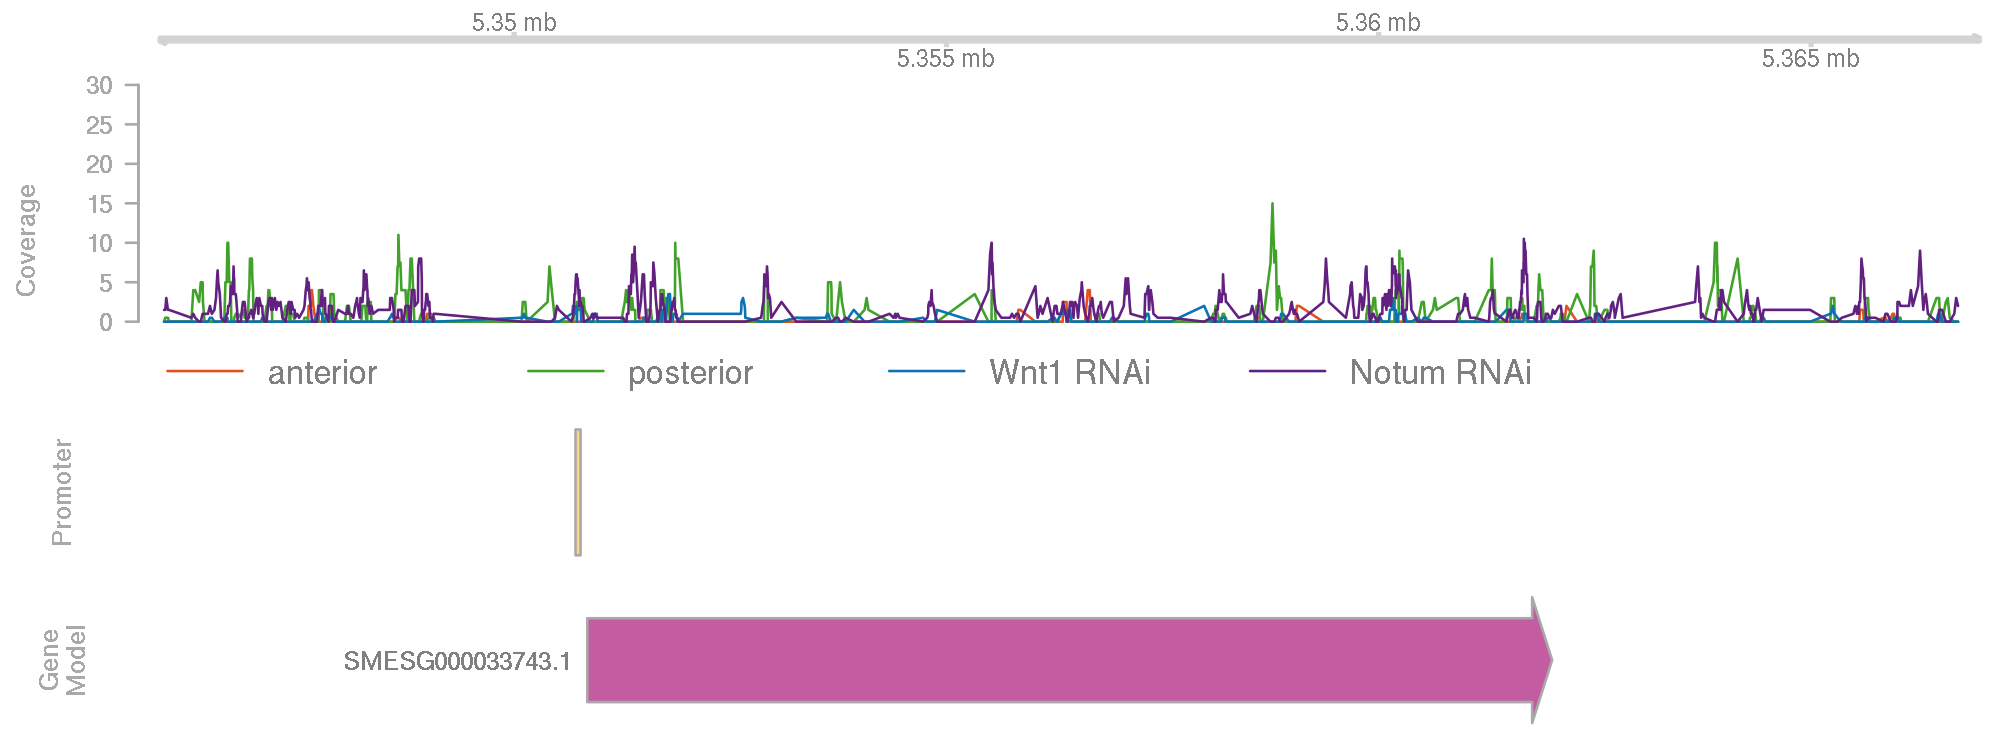 5.35 mb
5.36 mb
5.355 mb
5.365 mb
30
25
20
15
10
5
0
Coverage
anterior
posterior
Wnt1 RNAi
Notum RNAi
Promoter
Gene
Model
SMESG000033743.1